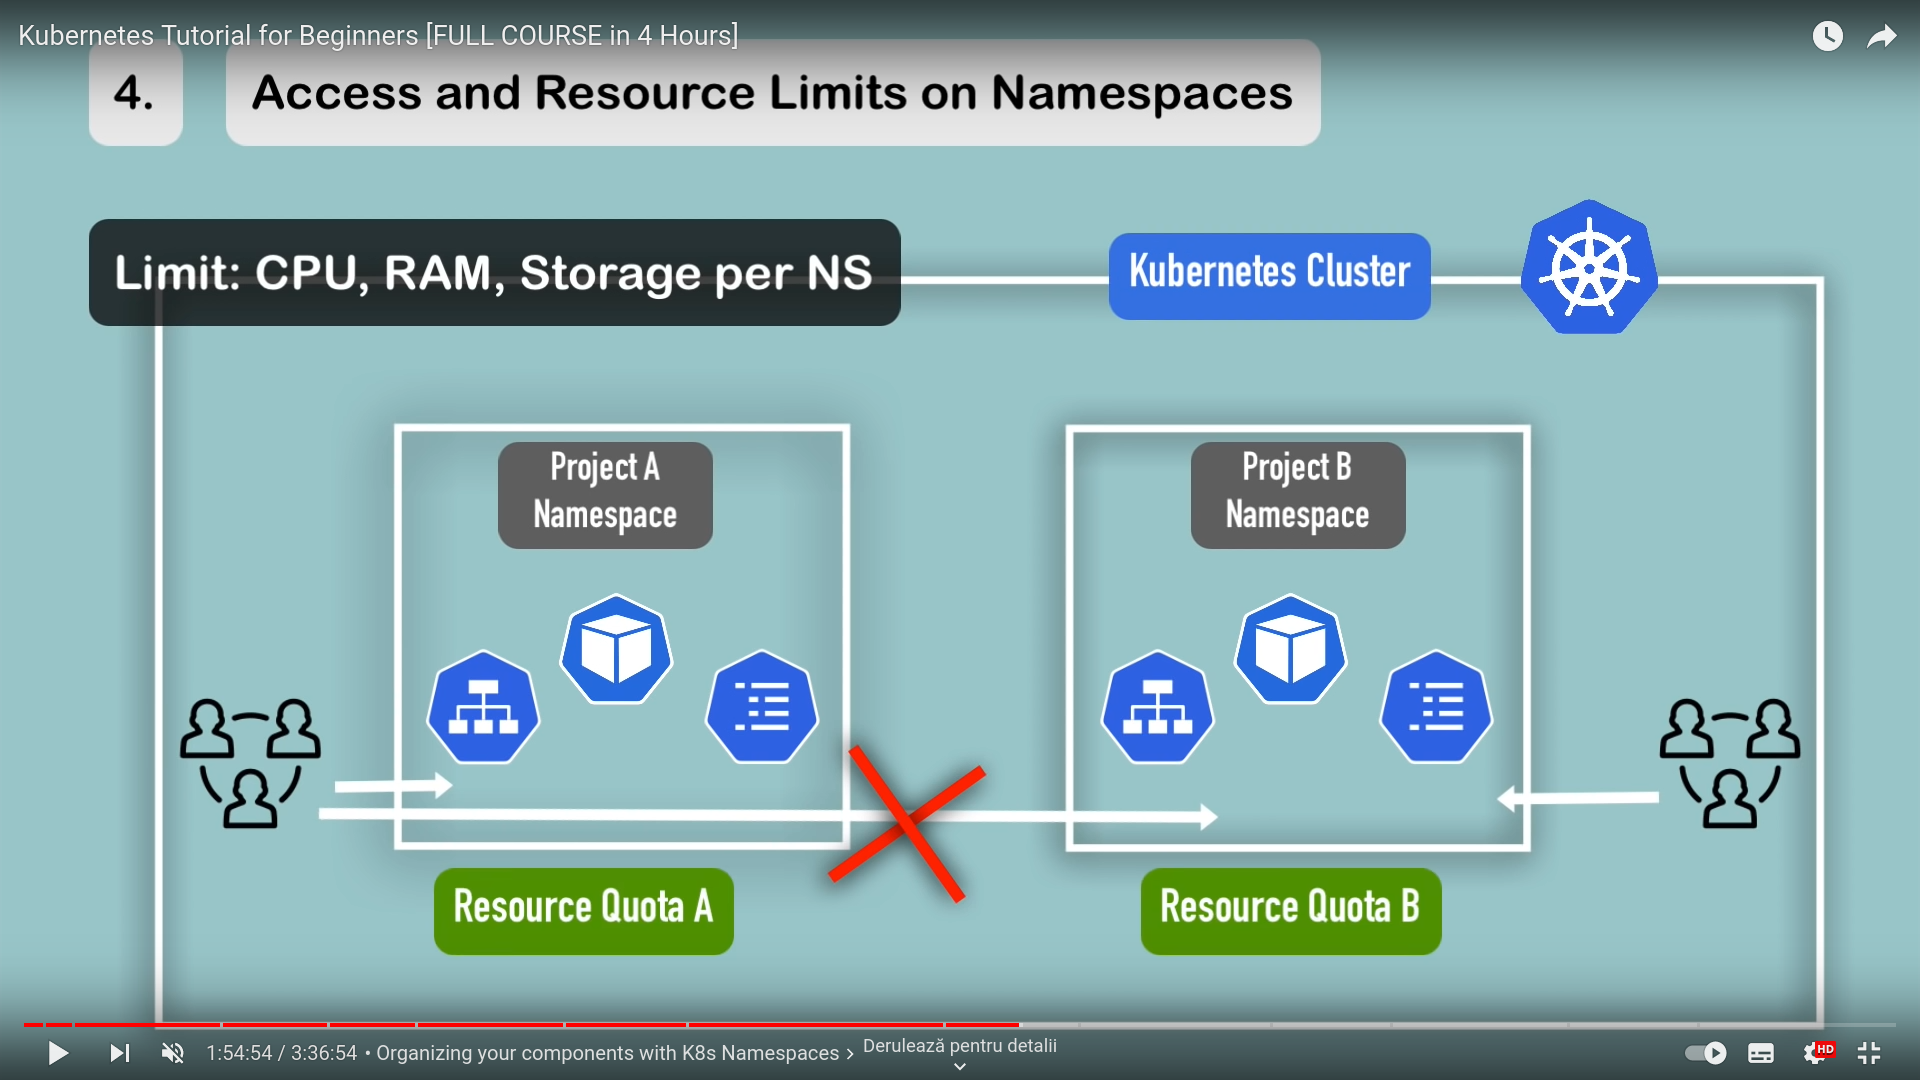 Kubernetes Tutorial for Beginners [FULL COURSE in 4 Hours]
4.
Access and Resource Limits on Namespaces
Limit: CPU, RAM, Storage per NS
Kubernetes Cluster
Project A
Namespace
Project B
Namespace
Resource Quota A
Resource Quota B
1:54:54 / 3:36:54 • Organizing your components with K8s Namespaces
Derulează pentru detalii
HD